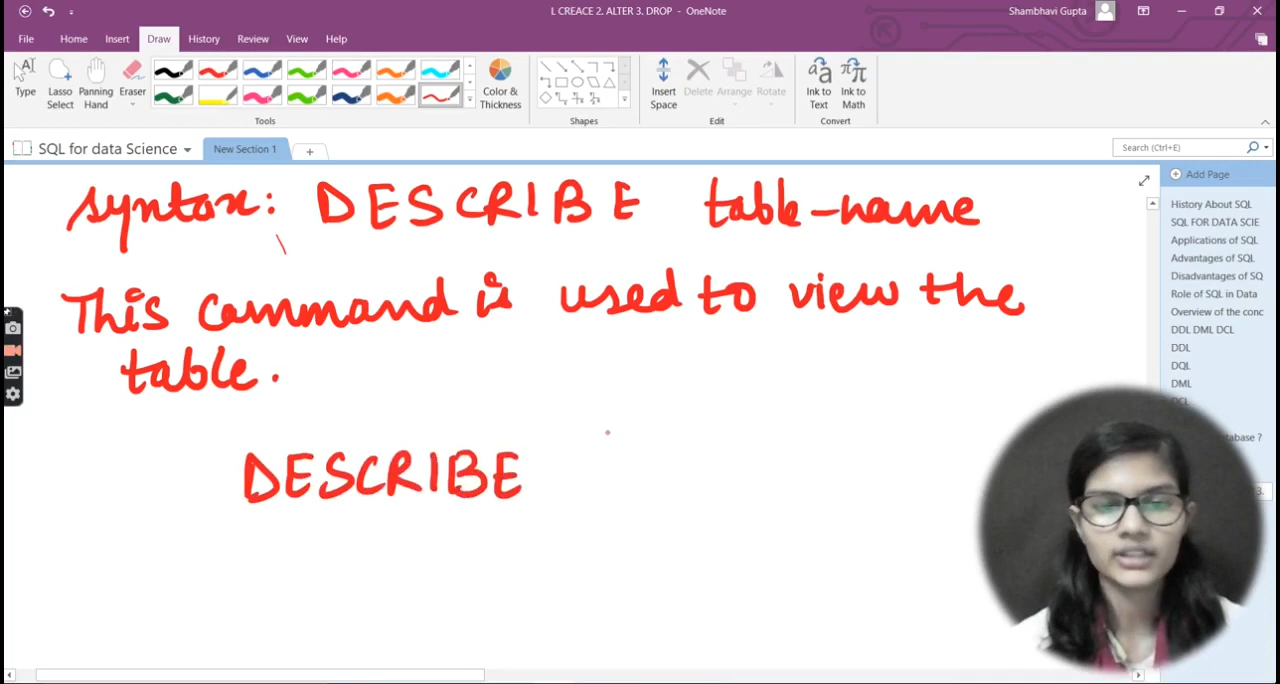 L CREACE 2. ALTER 3. DROP - OneNote
Shambhavi Gupta
File Home Insert Draw History Review View Help
Type
Lasso Select
Panning Hand
Eraser
Color & Thickness
Insert Space
Delete
Arrange
Rotate
Ink to Text
Ink to Math
Tools
Shapes
Edit
Convert
SQL for data Science
New Section 1
+
Search (Ctrl+E)
Add Page
syntax: DESCRIBE table-name
This command is used to view the
table.
DESCRIBE
History About SQL
SQL FOR DATA SCIE
Applications of SQL
Advantages of SQL
Disadvantages of SQ
Role of SQL in Data
Overview of the conc
DDL DML DCL
DDL
DQL
DML
DCL
tabase ?
3.